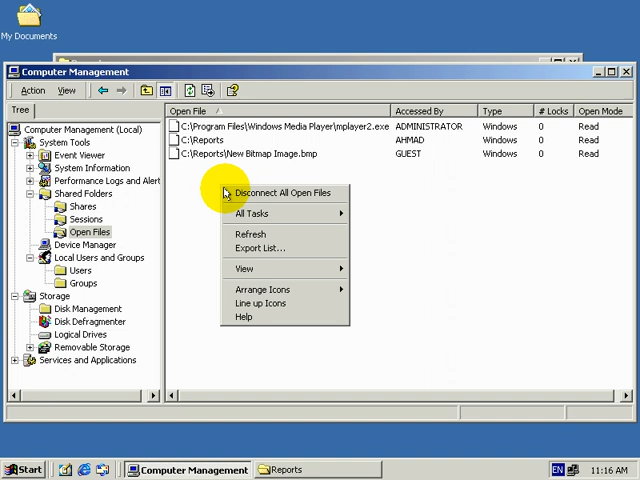 My Documents
Computer Management
Action View
Tree
Open File Accessed By Type # Locks Open Mode
Computer Management (Local)
System Tools
Event Viewer
System Information
Performance Logs and Alert
Shared Folders
Shares
Sessions
Open Files
Device Manager
Local Users and Groups
Users
Groups
Storage
Disk Management
Disk Defragmenter
Logical Drives
Removable Storage
Services and Applications
C:\Program Files\Windows Media Player\mplayer2.exe ADMINISTRATOR Windows 0 Read
C:\Reports AHMAD Windows 0 Read
C:\Reports\New Bitmap Image.bmp GUEST Windows 0 Read
Disconnect All Open Files
All Tasks
Refresh
Export List...
View
Arrange Icons
Line up Icons
Help
Start Computer Management Reports EN 11:16 AM